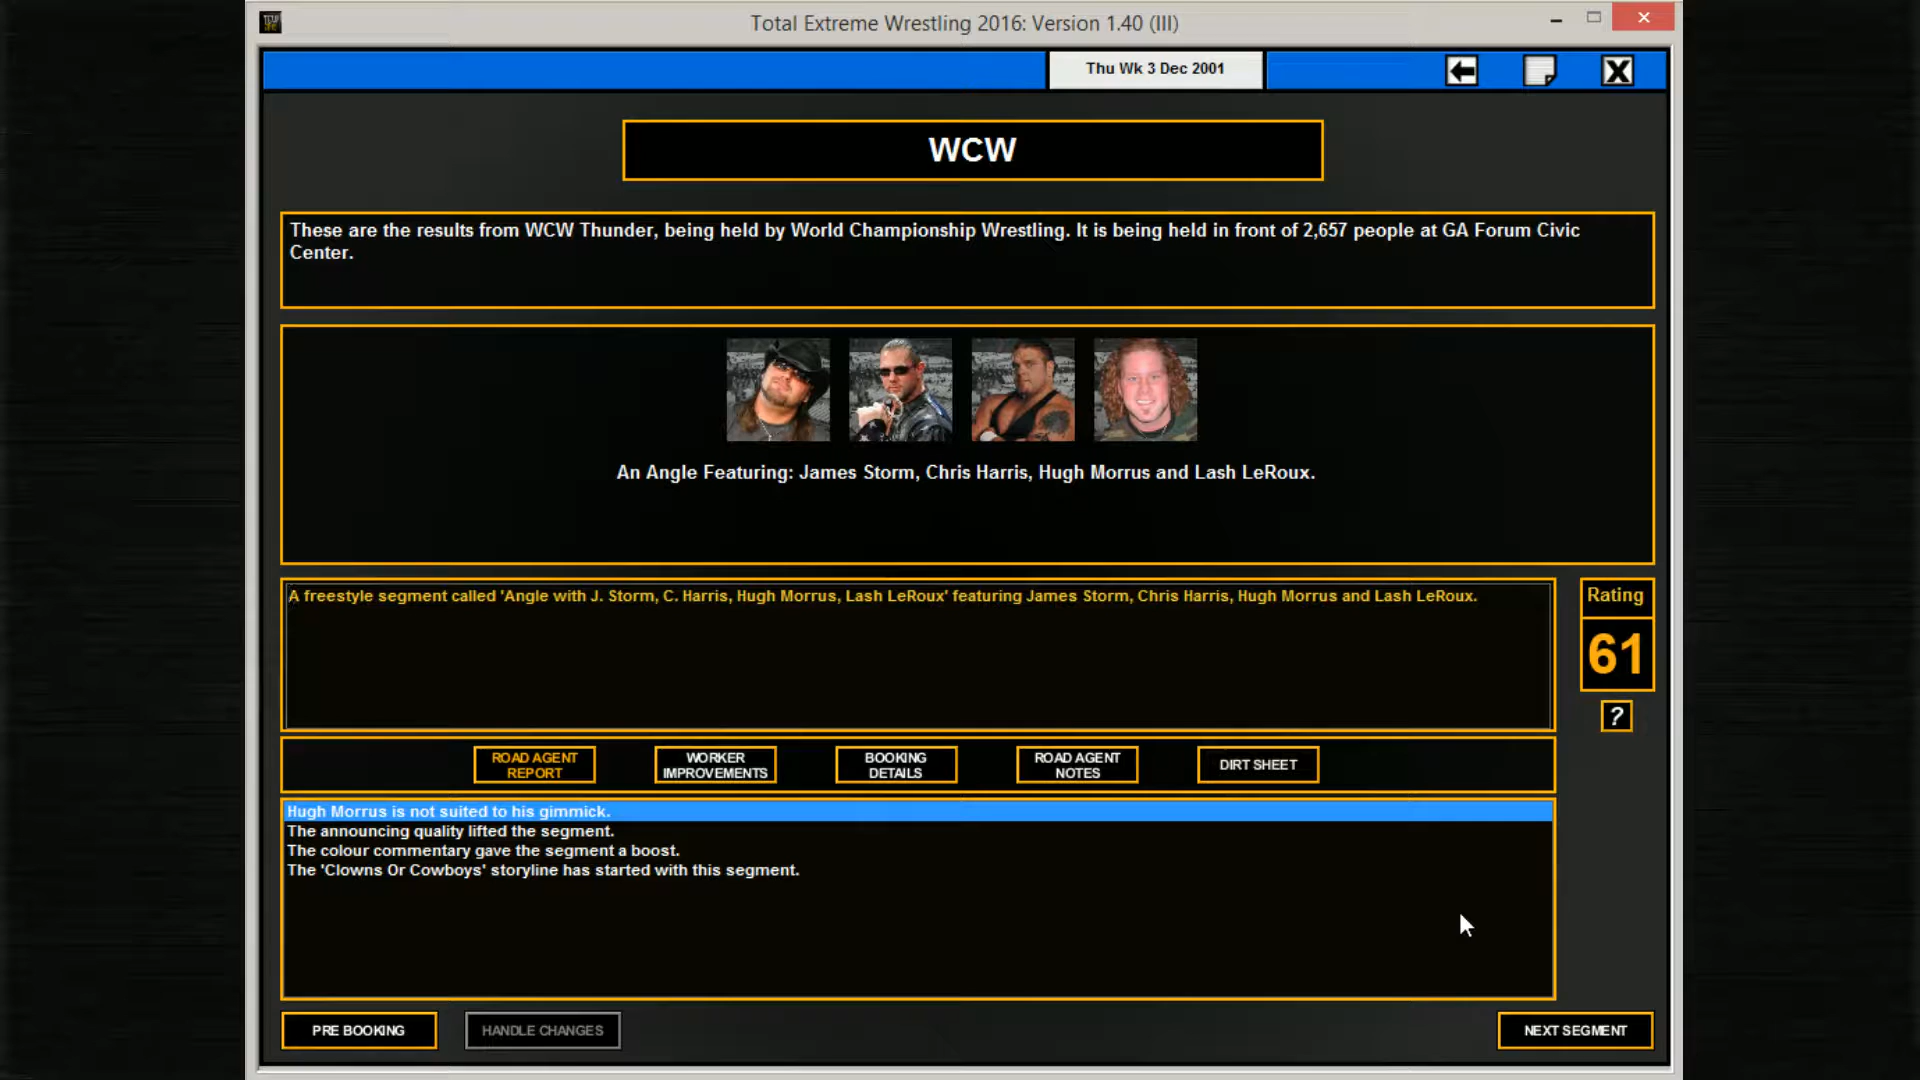 Total Extreme Wrestling 2016: Version 1.40 (III)
Thu Wk 3 Dec 2001
WCW
These are the results from WCW Thunder, being held by World Championship Wrestling. It is being held in front of 2,657 people at GA Forum Civic
Center.
An Angle Featuring: James Storm, Chris Harris, Hugh Morrus and Lash LeRoux.
A freestyle segment called 'Angle with J. Storm, C. Harris, Hugh Morrus, Lash LeRoux' featuring James Storm, Chris Harris, Hugh Morrus and Lash LeRoux.
Rating
61
?
ROAD AGENT
REPORT
WORKER
IMPROVEMENTS
BOOKING
DETAILS
ROAD AGENT
NOTES
DIRT SHEET
Hugh Morrus is not suited to his gimmick.
The announcing quality lifted the segment.
The colour commentary gave the segment a boost.
The 'Clowns Or Cowboys' storyline has started with this segment.
PRE BOOKING
HANDLE CHANGES
NEXT SEGMENT